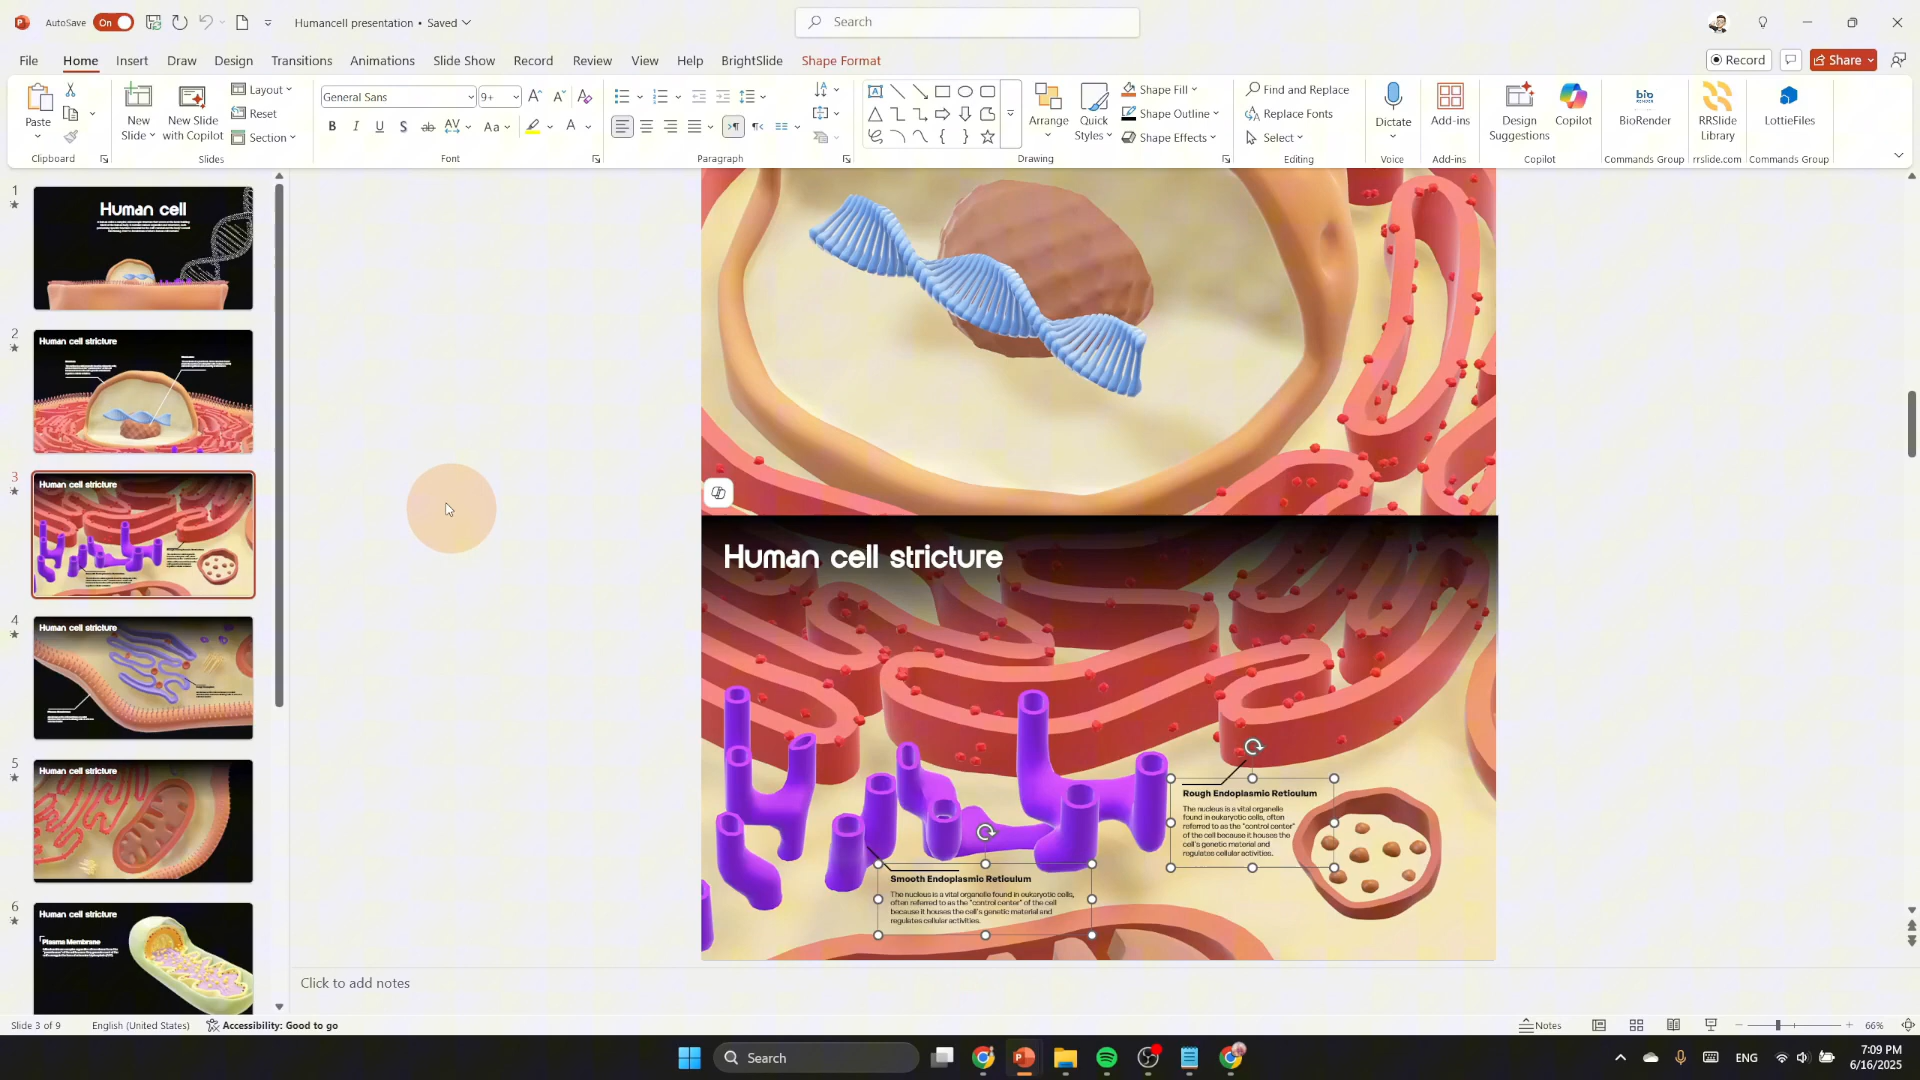 AutoSave On Humancell presentation • Saved Search
File Home Insert Draw Design Transitions Animations Slide Show Record Review View Help BrightSlide Shape Format Record Share
Paste
New Slide
New Slide with Copilot
Layout
Reset
Section
General Sans 9+
Shape Fill
Shape Outline
Shape Effects
Arrange
Quick Styles
Find and Replace
Replace Fonts
Select
Dictate
Add-ins
Design Suggestions
Copilot
BioRender
RRSlide Library
LottieFiles
Clipboard Slides Font Paragraph Drawing Editing Voice Add-ins Copilot Commands Group rrslide.com Commands Group
1
Human cell
2
Human cell stricture
3
Human cell stricture
4
Human cell stricture
5
Human cell stricture
6
Human cell stricture
Plasma Membrane
Human cell stricture
Rough Endoplasmic Reticulum
The nucleus is a vital organelle
found in eukaryotic cells, often
referred to as the "control center"
of the cell because it houses the
cell's genetic material and
regulates cellular activities.
Smooth Endoplasmic Reticulum
The nucleus is a vital organelle found in eukaryotic cells,
often referred to as the "control center" of the cell
because it houses the cell's genetic material and
regulates cellular activities.
Click to add notes
Slide 3 of 9 English (United States) Accessibility: Good to go Notes 66%
Search ENG 7:09 PM
6/16/2025